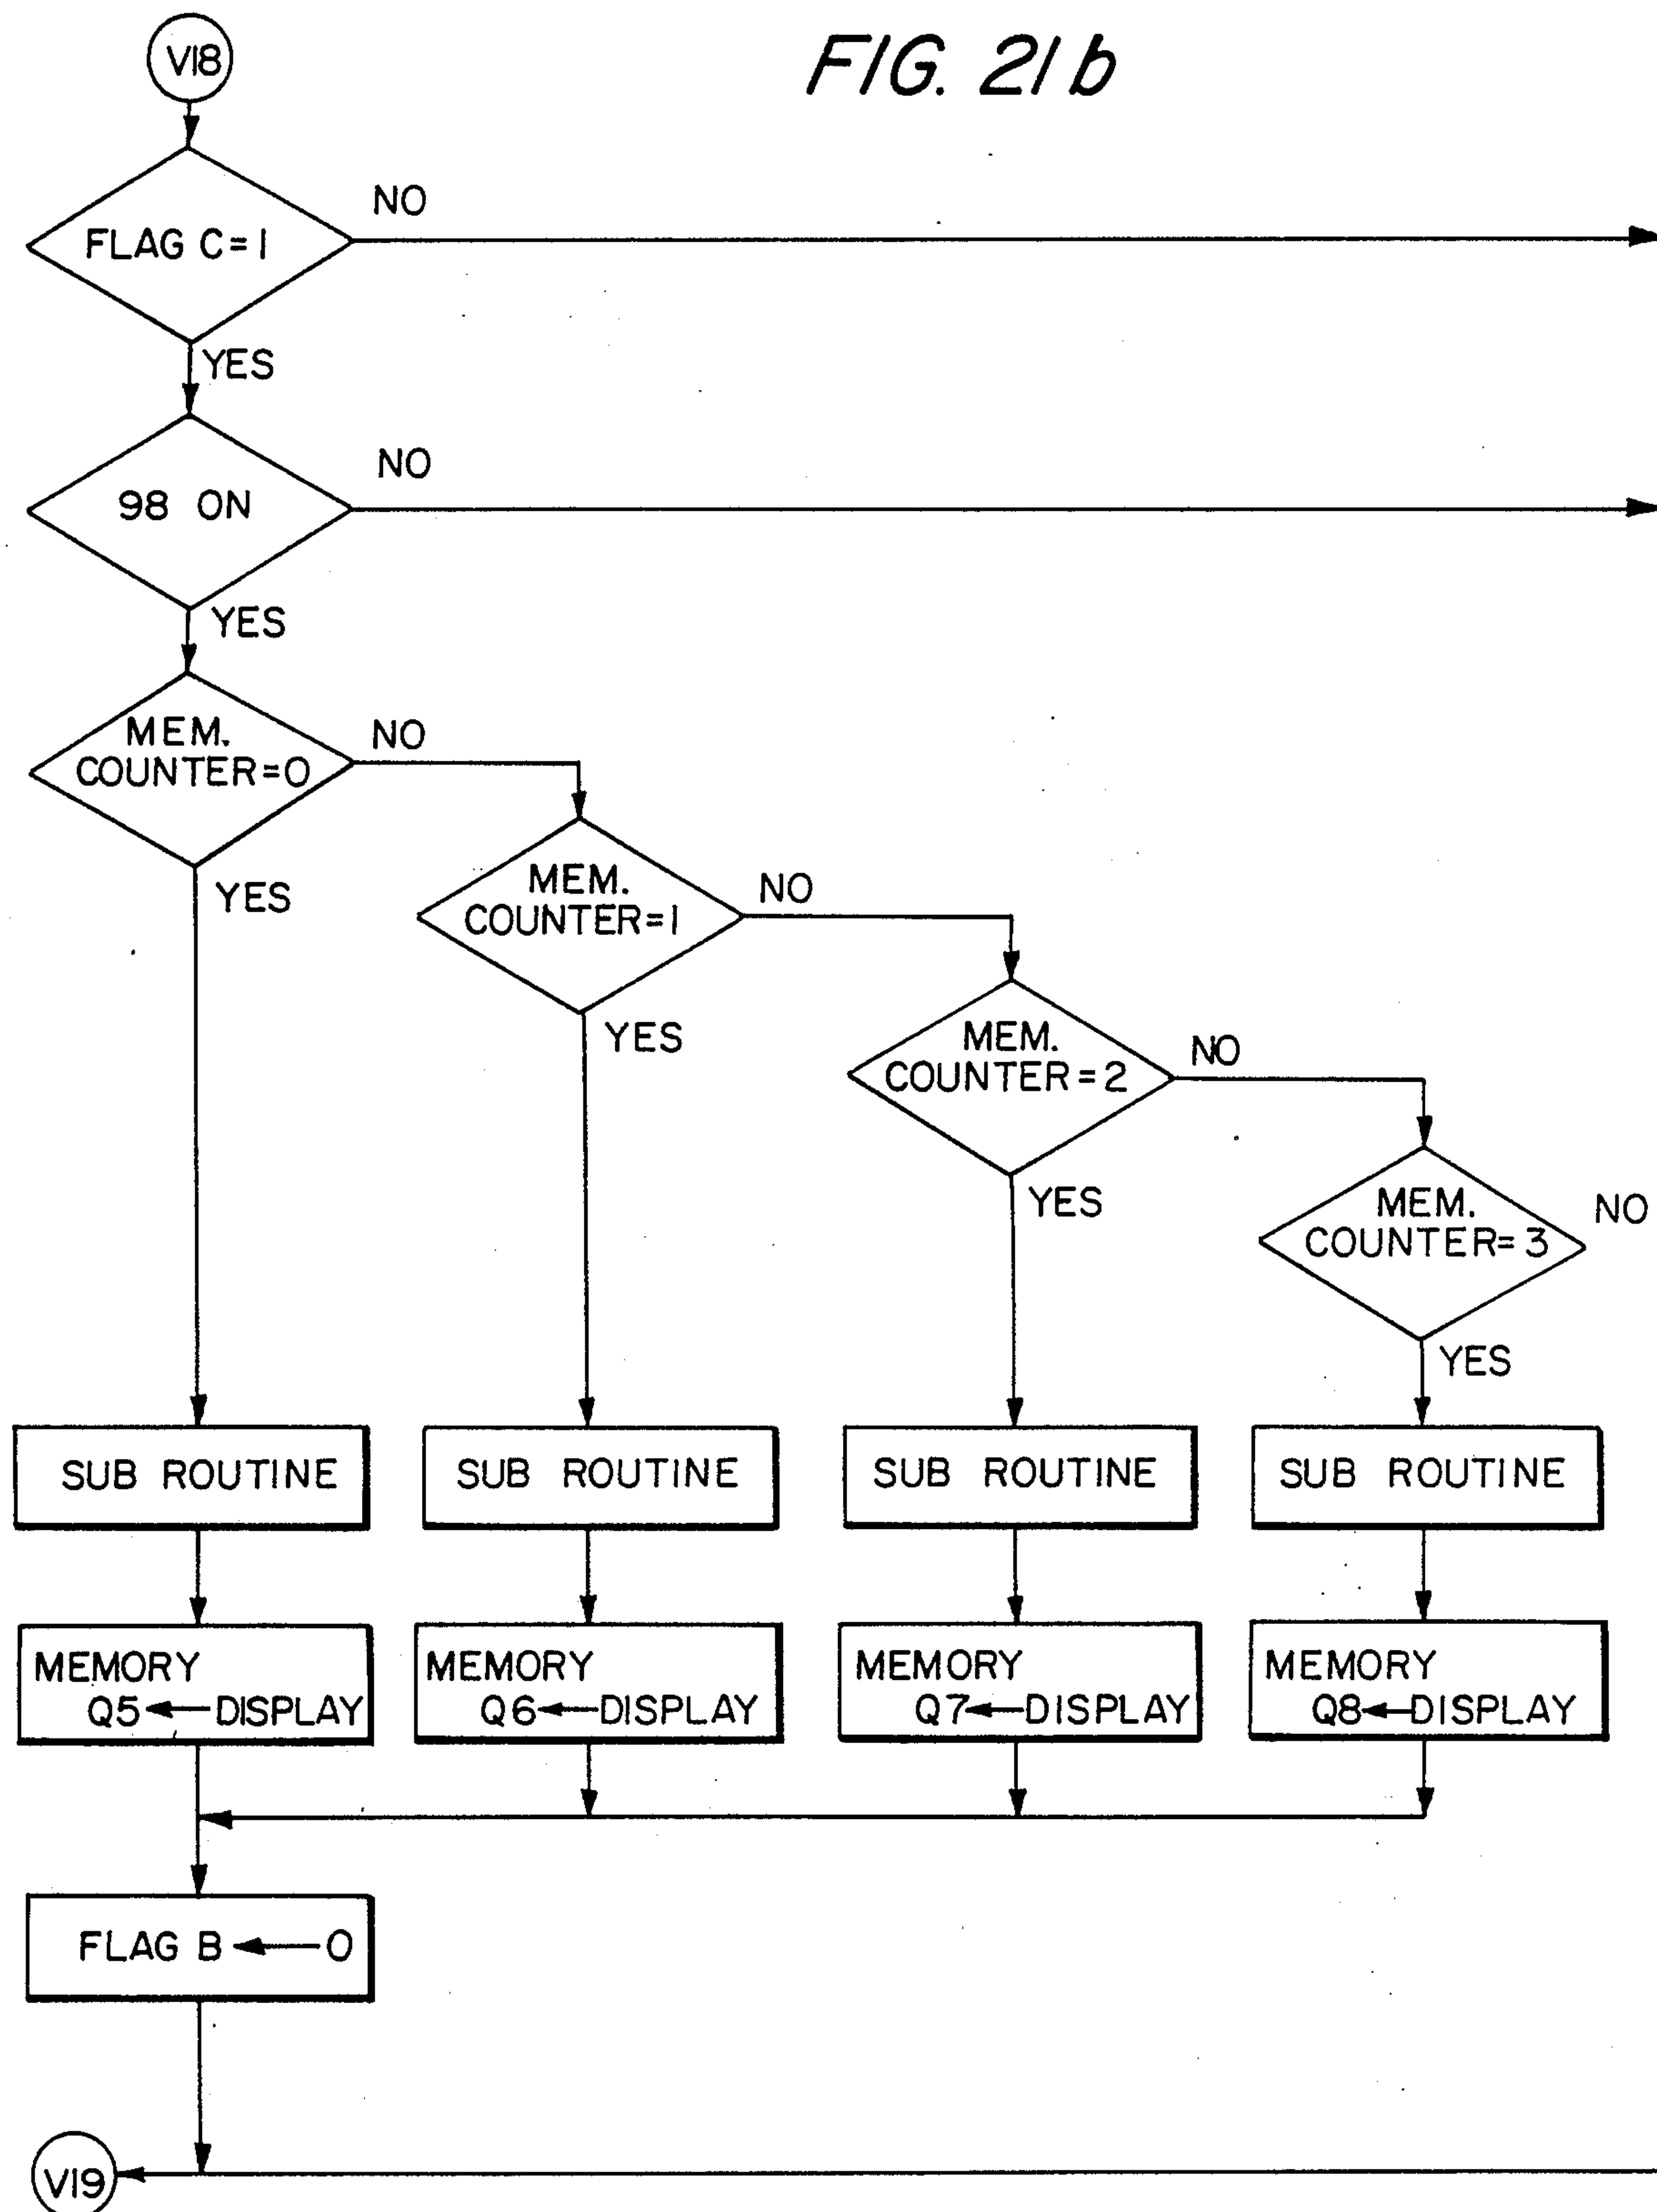 V18
FIG. 21b
NO
FLAG C=1
YES
NO
98 ON
YES
MEM.
COUNTER=0
NO
YES
MEM.
COUNTER=1
NO
YES
MEM.
COUNTER=2
NO
YES
MEM.
COUNTER=3
NO
YES
SUB ROUTINE
SUB ROUTINE
SUB ROUTINE
SUB ROUTINE
MEMORY
Q5←DISPLAY
MEMORY
Q6←DISPLAY
MEMORY
Q7←DISPLAY
MEMORY
Q8←DISPLAY
FLAG B←0
V19